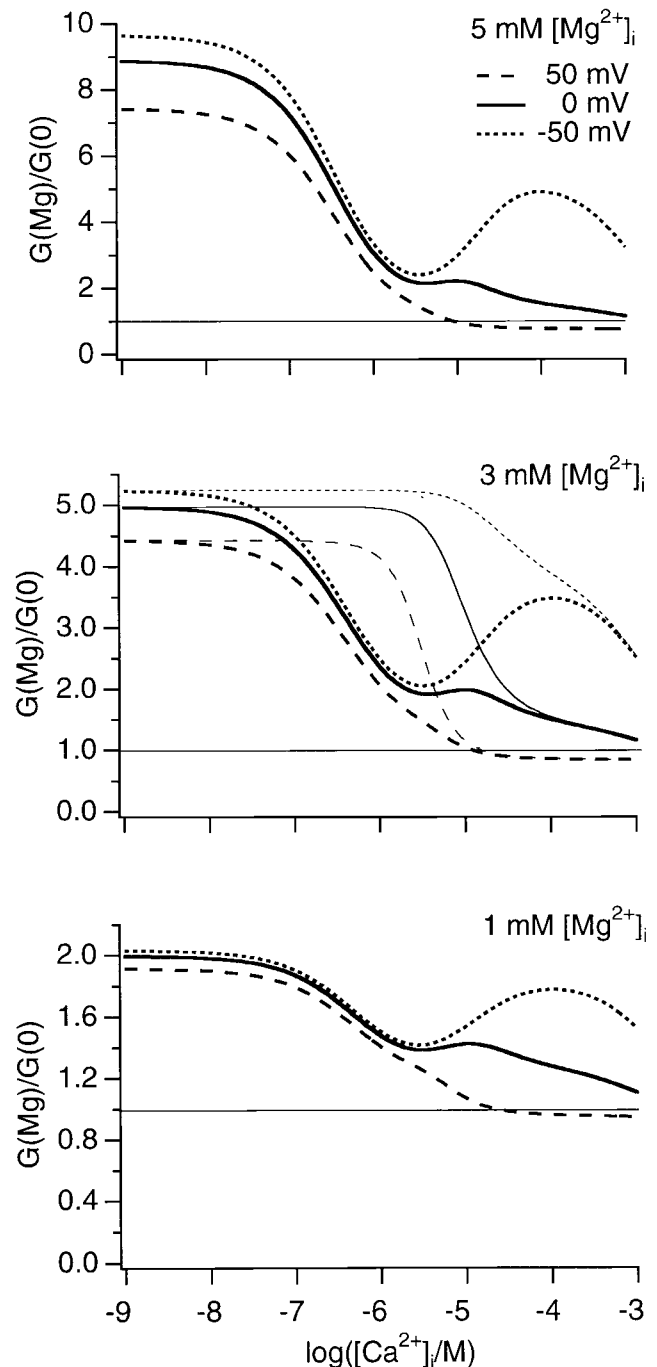 5 mM [Mg²⁺]ᵢ
50 mV
0 mV
-50 mV
10
8
6
4
2
0
G(Mg)/G(0)
3 mM [Mg²⁺]ᵢ
5.0
4.0
3.0
2.0
1.0
0.0
G(Mg)/G(0)
1 mM [Mg²⁺]ᵢ
2.0
1.6
1.2
0.8
0.4
0.0
G(Mg)/G(0)
-9 -8 -7 -6 -5 -4 -3
log([Ca²⁺]ᵢ/M)